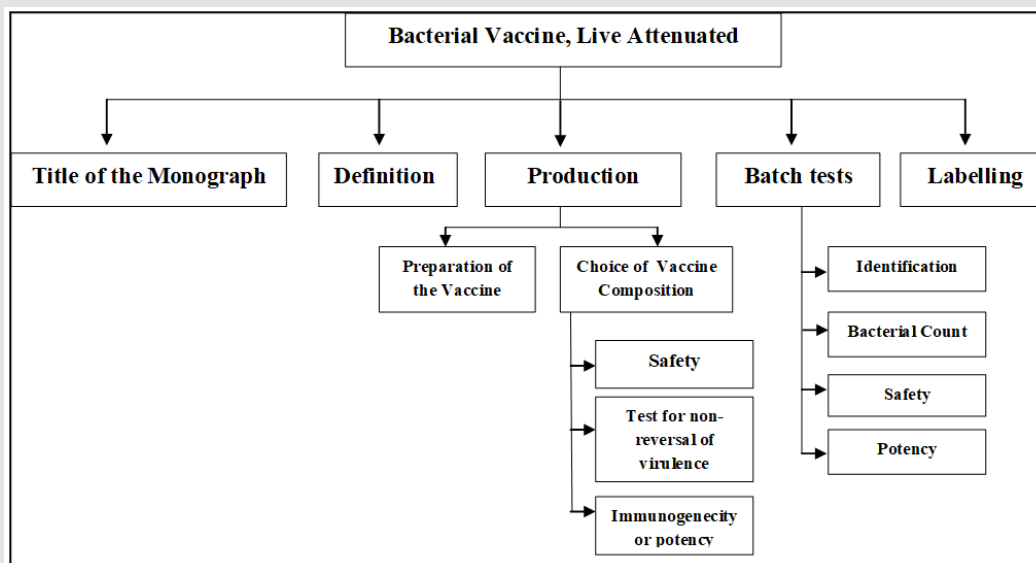 Bacterial Vaccine, Live Attenuated
Title of the Monograph
Definition
Production
Batch tests
Labelling
Preparation of
the Vaccine
Choice of Vaccine
Composition
Identification
Bacterial Count
Safety
Potency
Safety
Test for non-
reversal of
virulence
Immunogenecity
or potency